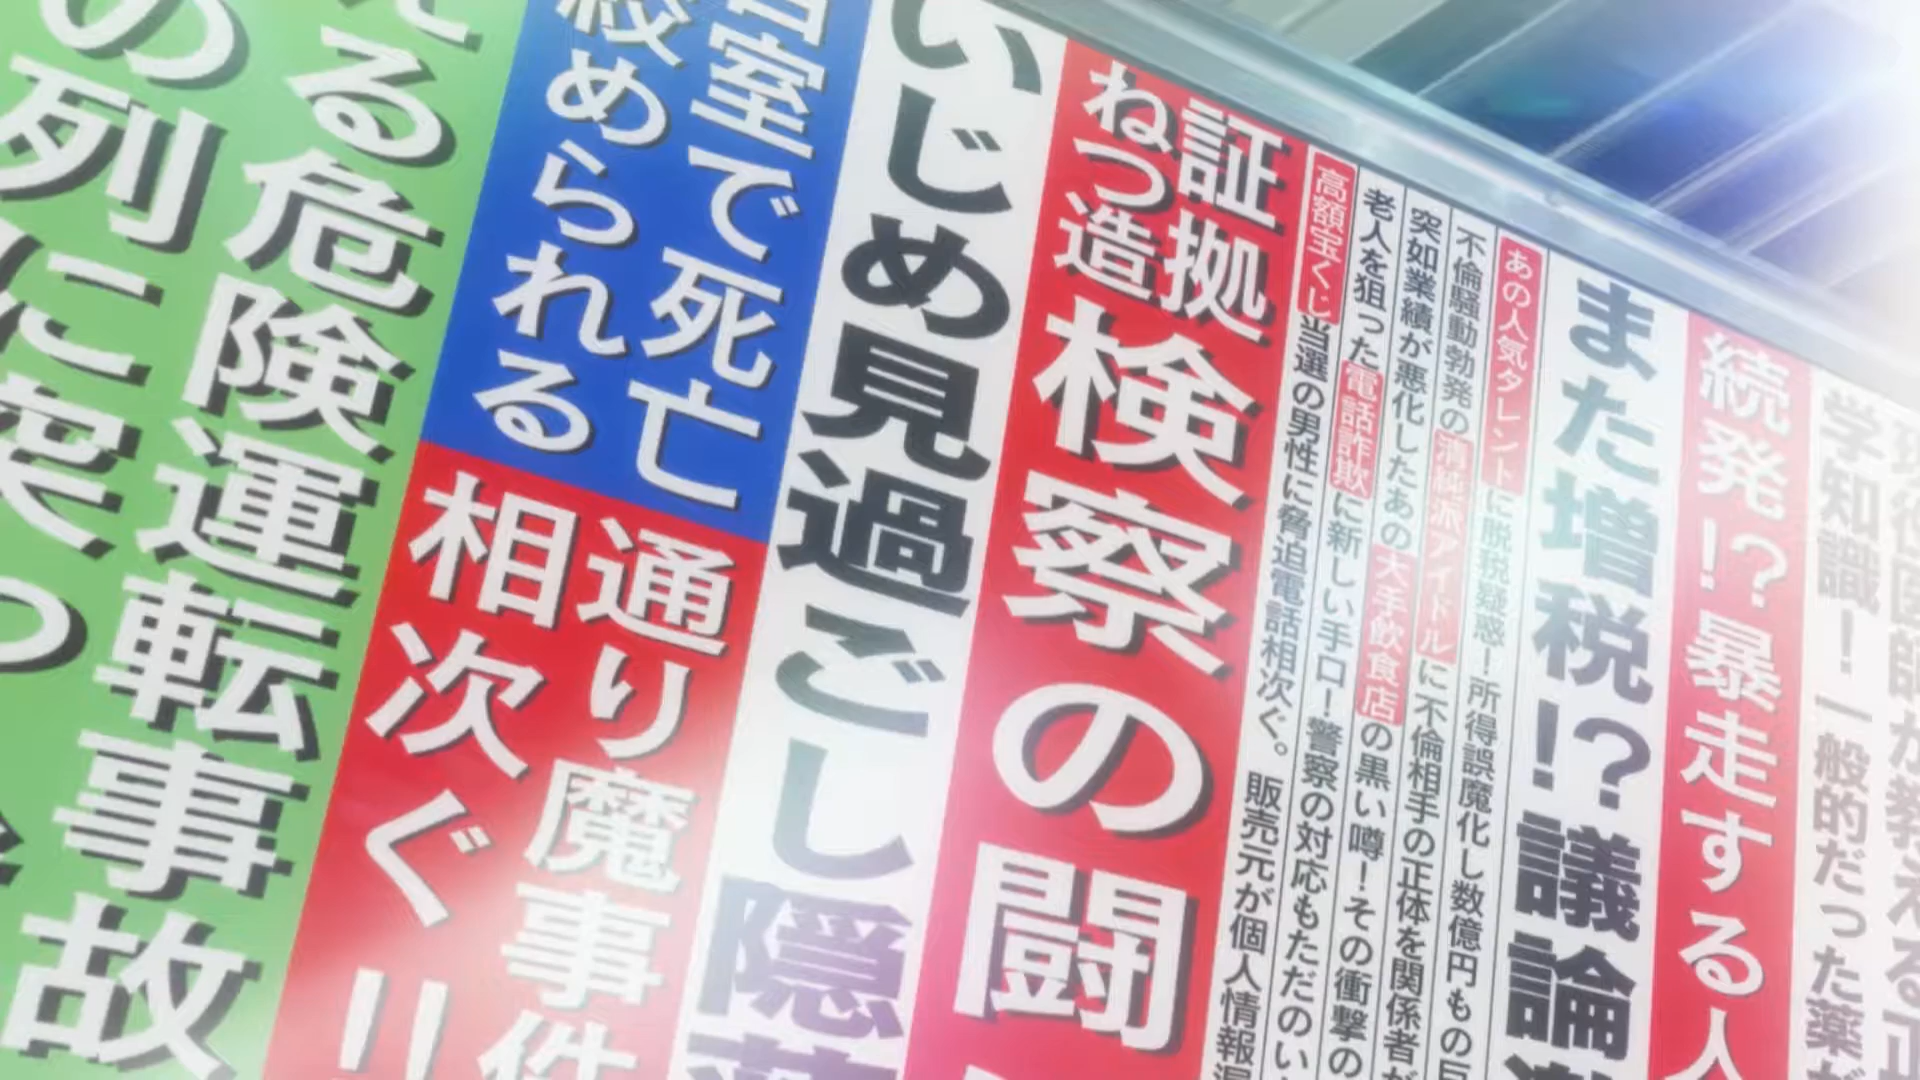 学知識！一般的だった薬
続発!?暴走する人
また増税!?議論
あの人気タレントに脱税疑惑！所得誤魔化し数億円もの巨
不倫騒動勃発の清純派アイドルに不倫相手の正体を関係者が
突如業績が悪化したあの大手飲食店の黒い噂！その衝撃の
老人を狙った電話詐欺に新しい手口！警察の対応もただのい
高額宝くじ当選の男性に脅迫電話相次ぐ。販売元が個人情報
証拠
ねつ造
検察の闘
いじめ見過ごし隠
室で死亡
絞められる
通り魔事件
相次ぐ
える危険運転事故
の列に突っ